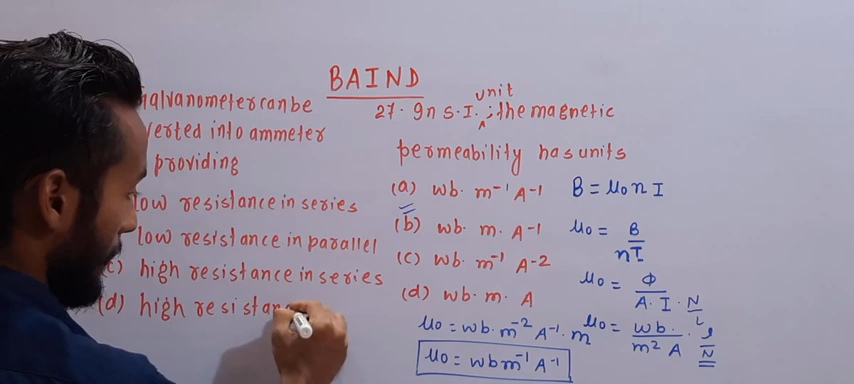 BAIND
Galvanometer can be
verted into ammeter
providing
low resistance in series
low resistance in parallel
(c) high resistance in series
(d) high resistan
unit
27. In S.I. ^ ; the magnetic
permeability has units
(a) wb. m⁻¹ A-1
(b) wb. m. A-1
(c) wb. m⁻¹ A-2
(d) wb. m. A
B = μ₀ n I
μ₀ = B / nI
μ₀ = Φ / A. I. N/L
μ₀ = wb. / m² A . / N
μ₀ = wb. m⁻² A⁻¹. m
μ₀ = wb m⁻¹ A⁻¹